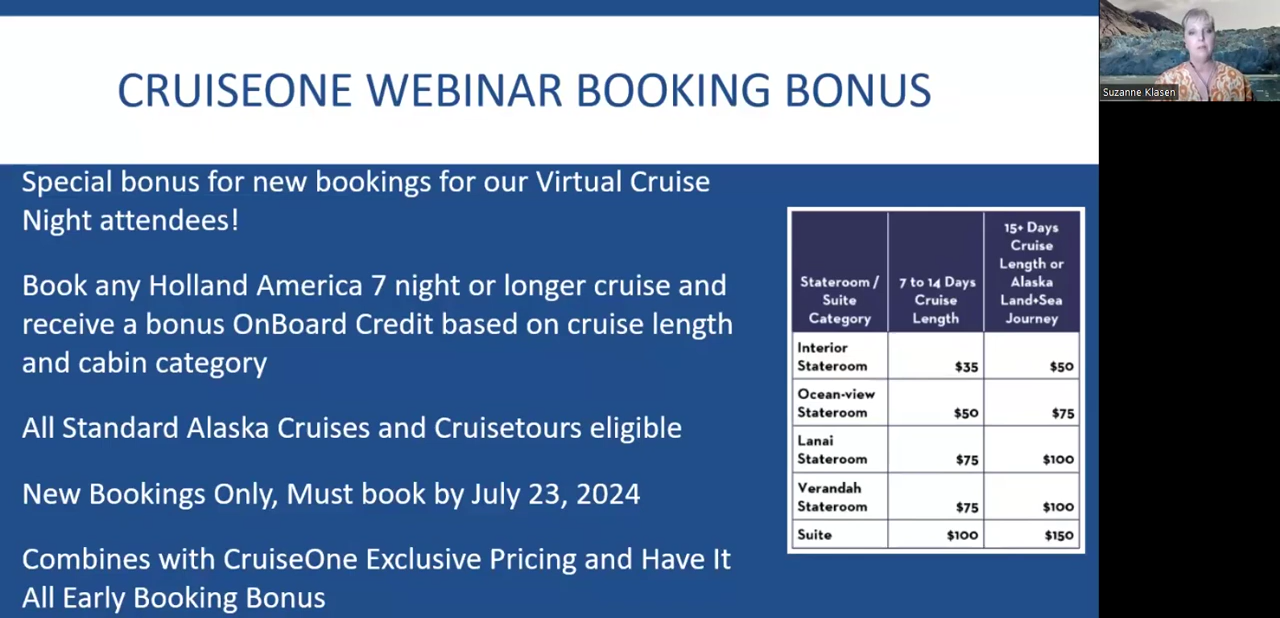 CRUISEONE WEBINAR BOOKING BONUS
Suzanne Klasen
Special bonus for new bookings for our Virtual Cruise
Night attendees!
Book any Holland America 7 night or longer cruise and
receive a bonus OnBoard Credit based on cruise length
and cabin category
All Standard Alaska Cruises and Cruisetours eligible
New Bookings Only, Must book by July 23, 2024
Combines with CruiseOne Exclusive Pricing and Have It
All Early Booking Bonus
Stateroom /
Suite
Category
7 to 14 Days
Cruise
Length
15+ Days
Cruise
Length or
Alaska
Land+Sea
Journey
Interior
Stateroom
$35
$50
Ocean-view
Stateroom
$50
$75
Lanai
Stateroom
$75
$100
Verandah
Stateroom
$75
$100
Suite
$100
$150